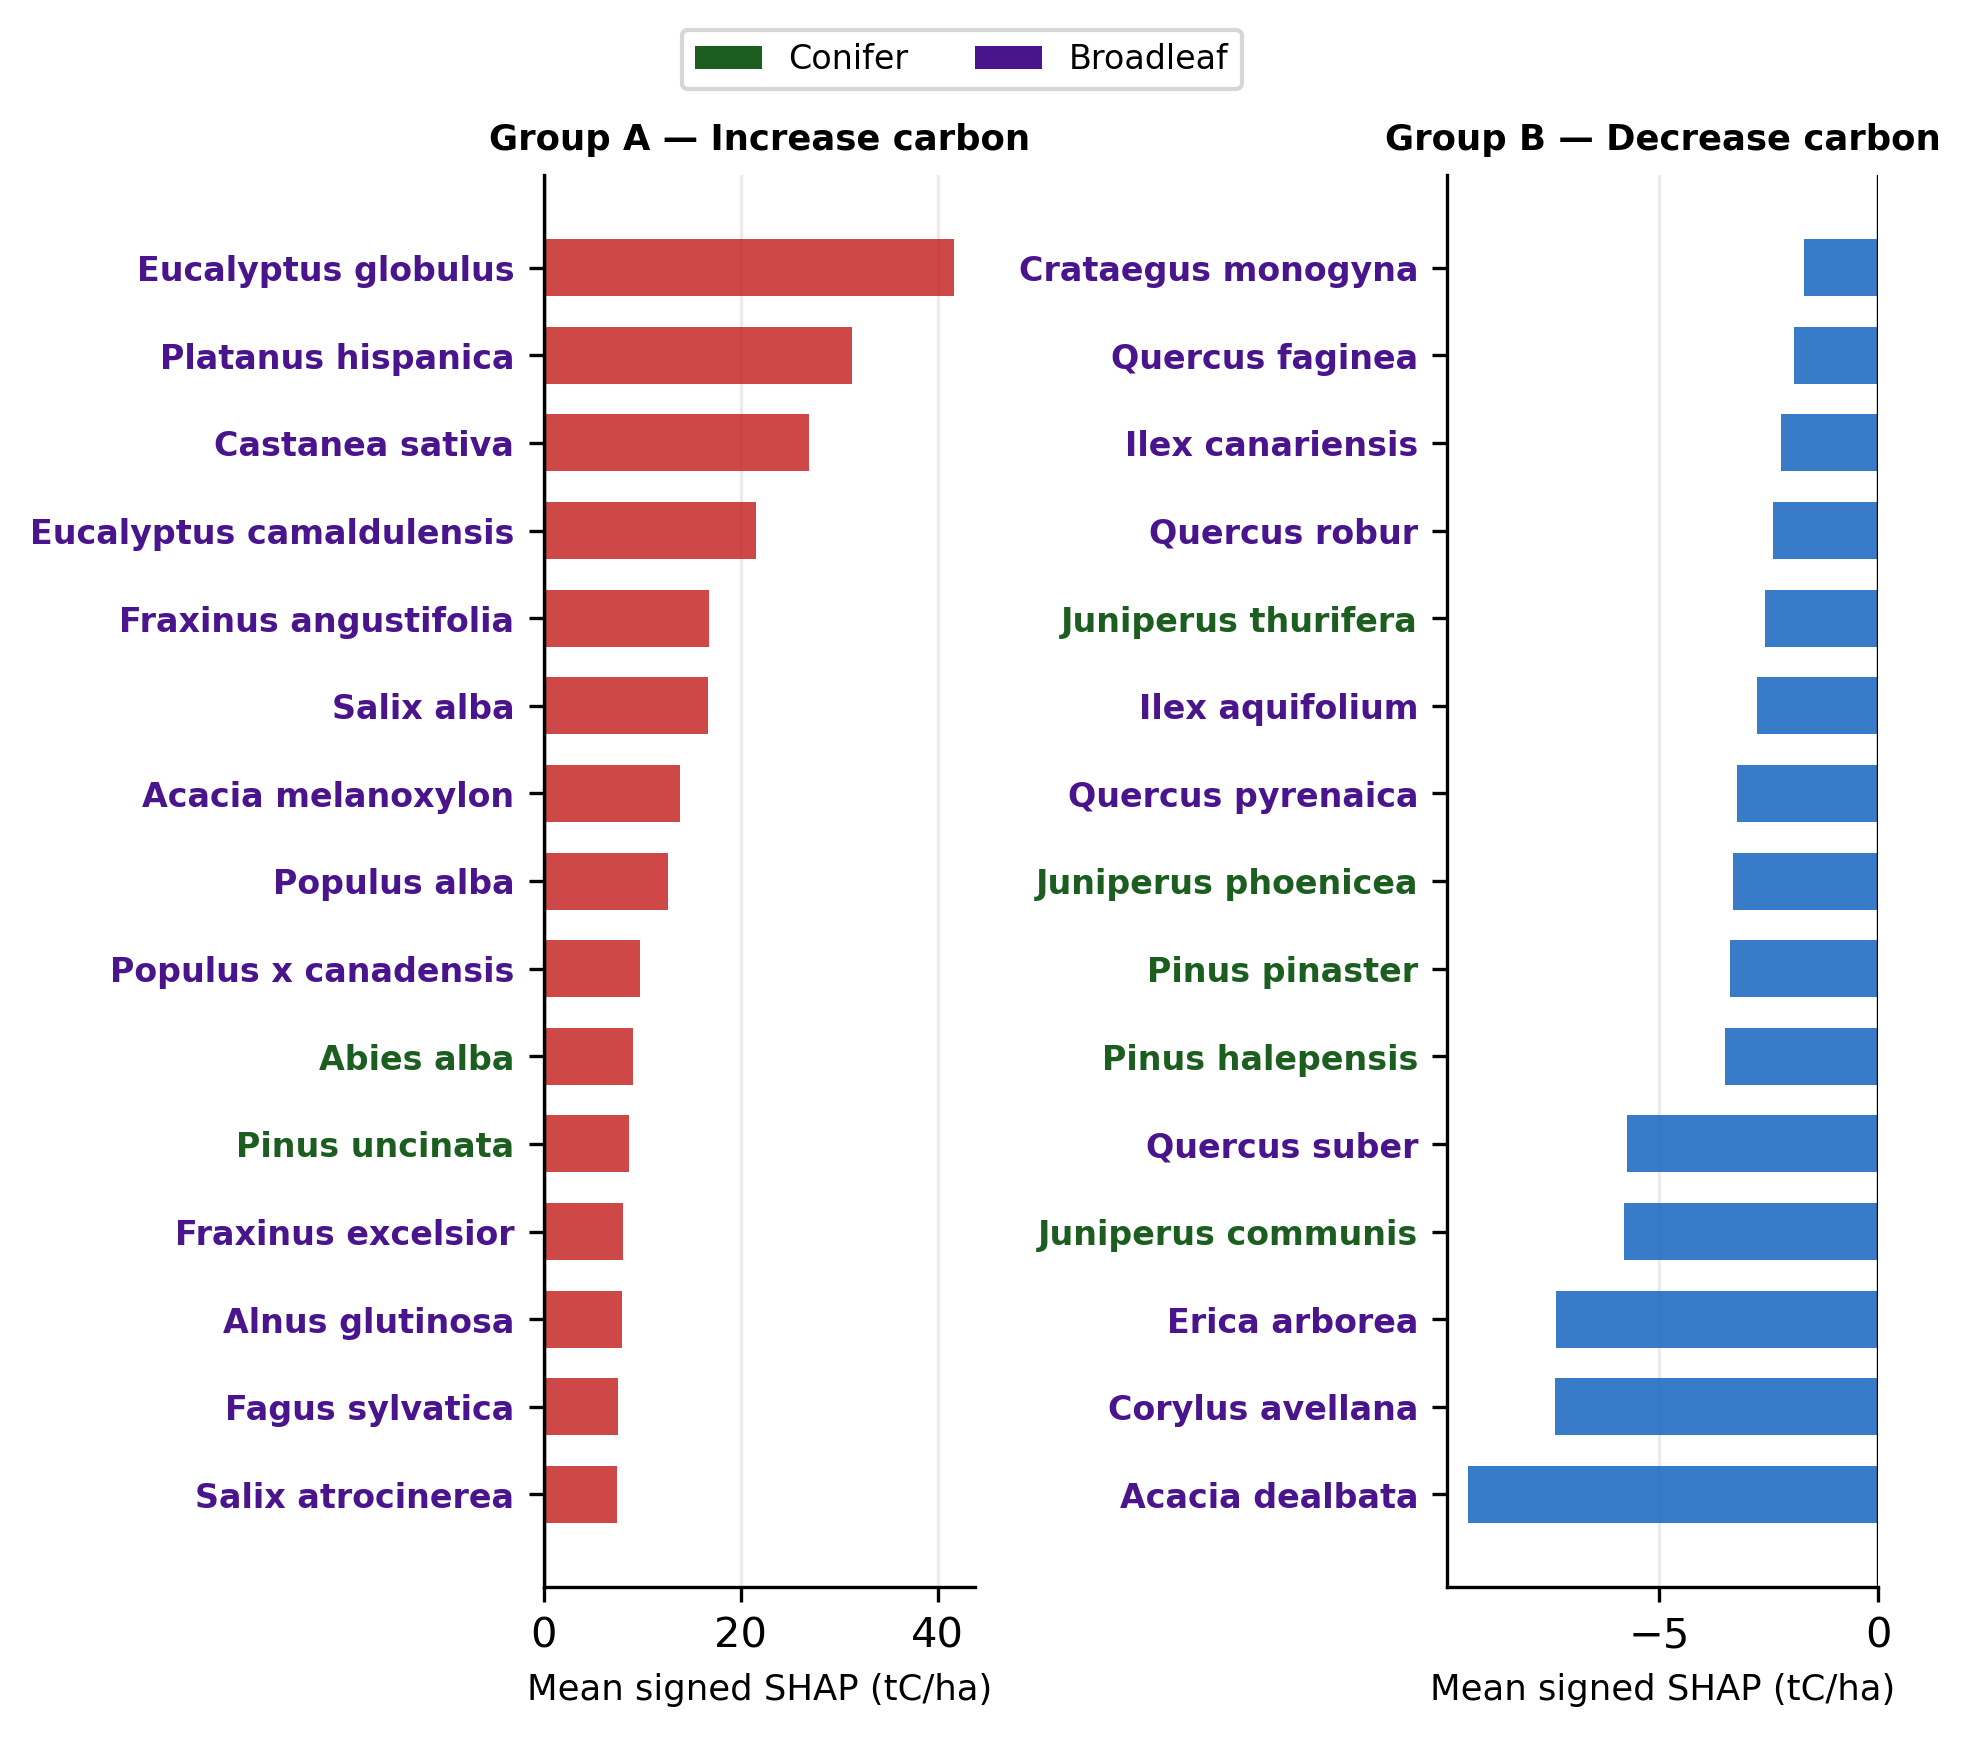 Conifer
Broadleaf
Group A — Increase carbon
Eucalyptus globulus
Platanus hispanica
Castanea sativa
Eucalyptus camaldulensis
Fraxinus angustifolia
Salix alba
Acacia melanoxylon
Populus alba
Populus x canadensis
Abies alba
Pinus uncinata
Fraxinus excelsior
Alnus glutinosa
Fagus sylvatica
Salix atrocinerea
0 20 40
Mean signed SHAP (tC/ha)
Group B — Decrease carbon
Crataegus monogyna
Quercus faginea
Ilex canariensis
Quercus robur
Juniperus thurifera
Ilex aquifolium
Quercus pyrenaica
Juniperus phoenicea
Pinus pinaster
Pinus halepensis
Quercus suber
Juniperus communis
Erica arborea
Corylus avellana
Acacia dealbata
−5 0
Mean signed SHAP (tC/ha)